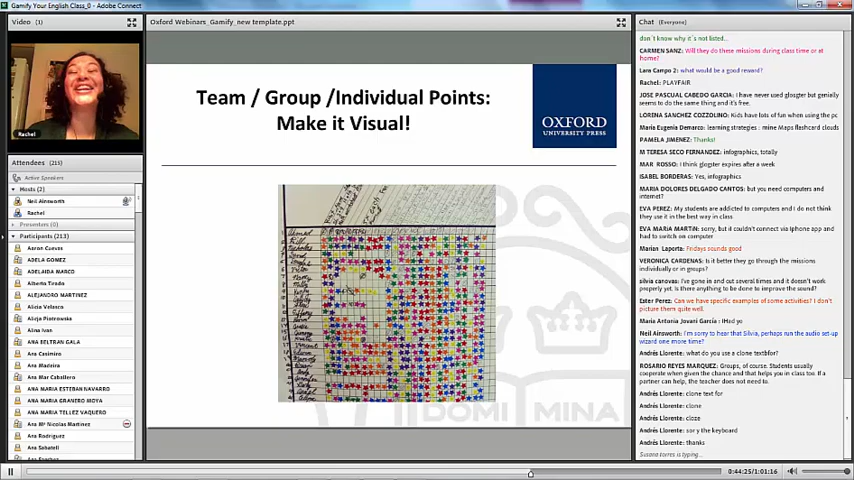 Gamify Your English Class_0 - Adobe Connect
Video (1)
Oxford Webinars_Gamify_new template.ppt
Chat (Everyone)
Rachel
Attendees (215)
Active Speakers
Hosts (2)
Neil Ainsworth
Rachel
Presenters (0)
Participants (213)
Aaron Cuevas
ADELA GOMEZ
ADELAIDA MARCO
Alberto Tirado
ALEJANDRO MARTINEZ
Alicia Velasco
Alicja Piotrowska
Alina Ivan
ANA BELTRAN GALA
Ana Casimiro
Ana Mar Caballero
ANA MARIA ESTEBAN NAVARRO
ANA MARIA GRANERO MOYA
ANA MARIA TELLEZ VAQUERO
Ana Mª Nicolas Martinez
Ana Rodriguez
Ana Sabatell
Team / Group /Individual Points:
Make it Visual!
OXFORD
UNIVERSITY PRESS
DOMI MINA
don´t know why it´s not listed...
CARMEN SANZ: Will they do these missions during class time or at
home?
Lara Campo 2: what would be a good reward?
Rachel: PLAYFAIR
JOSE PASCUAL CABEDO GARCIA: I have never used glogster but genially
seems to do the same thing and it's free.
LORENA SANCHEZ COZZOLINO: Kids have lots of fun when using the pc
Maria Eugenia Demarco: learning strategies : mine Maps flashcard clouds
PAMELA JIMENEZ: Thanks!
M TERESA SECO FERNANDEZ: infographics, totally
MAR ROSSO: I think glogster expires after a week
ISABEL BORDERAS: Yes, infographics
MARIA DOLORES DELGADO CANTOS: but you need computers and
internet?
EVA PEREZ: My students are addicted to computers and I do not think
they use it in the best way in class
EVA MARIA MARTIN: sorry, but it couldn't connect via Iphone app and
had to switch on computer
Marian Laporta: Fridays sounds good
VERONICA CARDENAS: Is it better they go through the missions
individually or in groups?
silvia canovas: I've gone in and out several times and it doesn't work
properly yet. Is there anything to be done to improve the sound?
Ester Perez: Can we have specific examples of some activities? I don't
picture them quite well.
Maria Antoria Jovani García: IHad yo
Neil Ainsworth: I'm sorry to hear that Silvia, perhaps run the audio set-up
wizard one more time?
Andrés Llorente: what do you use a clone textbfor?
ROSARIO REYES MARQUEZ: Groups, of course. Students usually
cooperate when given the chance and that helps you in class too. If a
partner can help, the teacher does not need to.
Andrés Llorente: clone text for
Andrés Llorente: clone
Andrés Llorente: cloze
Andrés Llorente: sor y the keyboard
Andrés Llorente: thanks
Susana torres is typing...
0:44:25/1:01:16